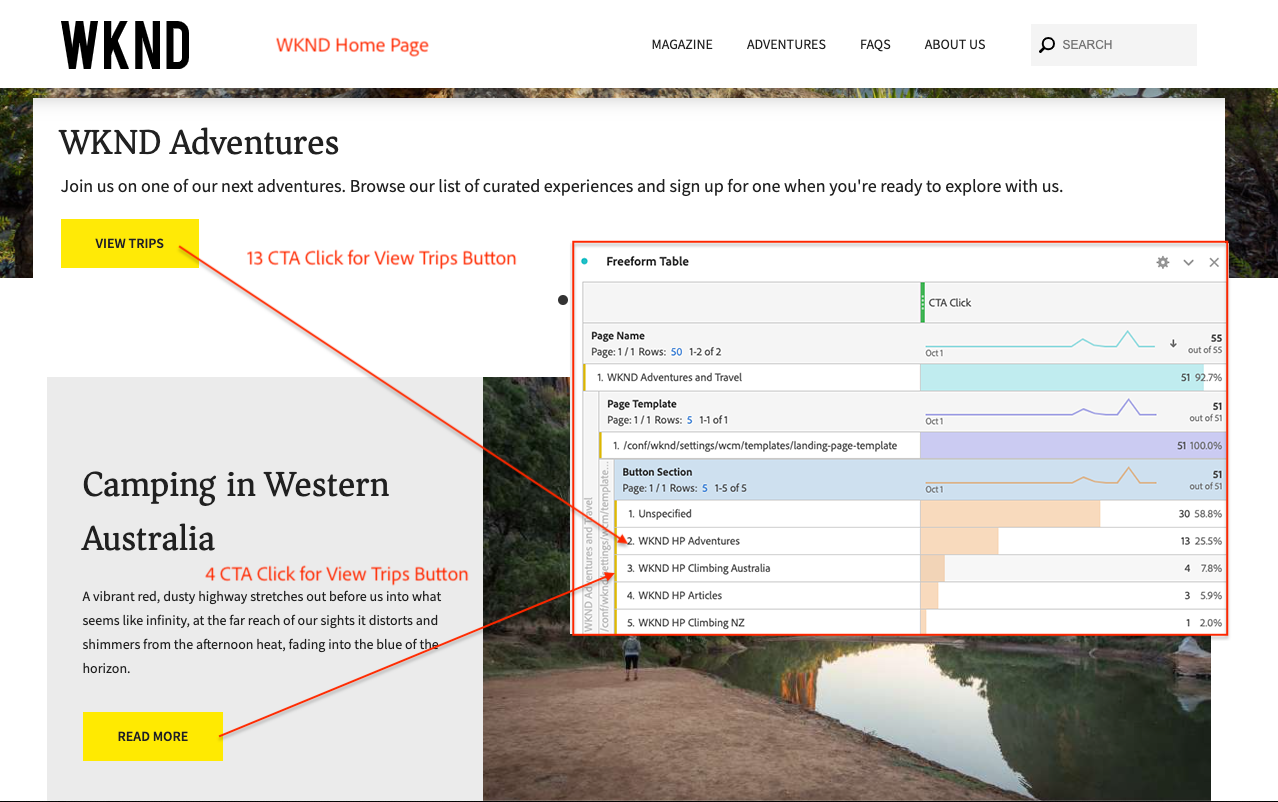 WKND
WKND Home Page
MAGAZINE ADVENTURES FAQS ABOUT US
SEARCH
WKND Adventures
Join us on one of our next adventures. Browse our list of curated experiences and sign up for one when you're ready to explore with us.
VIEW TRIPS
13 CTA Click for View Trips Button
Camping in Western
Australia
4 CTA Click for View Trips Button
A vibrant red, dusty highway stretches out before us into what
seems like infinity, at the far reach of our sights it distorts and
shimmers from the afternoon heat, fading into the blue of the
horizon.
READ MORE
Freeform Table
CTA Click
Page Name
Page: 1 / 1 Rows: 50 1-2 of 2
Oct 1
55
out of 55
1. WKND Adventures and Travel 51 92.7%
Page Template
Page: 1 / 1 Rows: 5 1-1 of 1
Oct 1
51
out of 51
1. /conf/wknd/settings/wcm/templates/landing-page-template 51 100.0%
Button Section
Page: 1 / 1 Rows: 5 1-5 of 5
Oct 1
51
out of 51
1. Unspecified 30 58.8%
2. WKND HP Adventures 13 25.5%
3. WKND HP Climbing Australia 4 7.8%
4. WKND HP Articles 3 5.9%
5. WKND HP Climbing NZ 1 2.0%
WKND Adventures and Travel
/conf/wknd/settings/wcm/template...